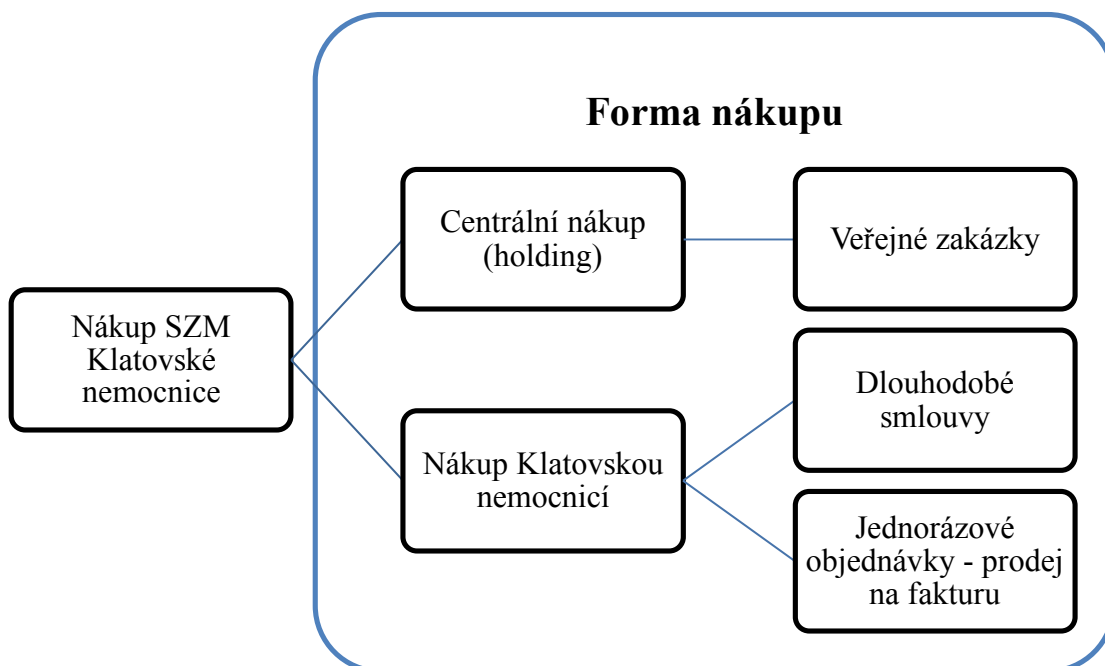 Forma nákupu
Nákup SZM
Klatovské
nemocnice
Centrální nákup
(holding)
Veřejné zakázky
Nákup Klatovskou
nemocnicí
Dlouhodobé
smlouvy
Jednorázové
objednávky - prodej
na fakturu